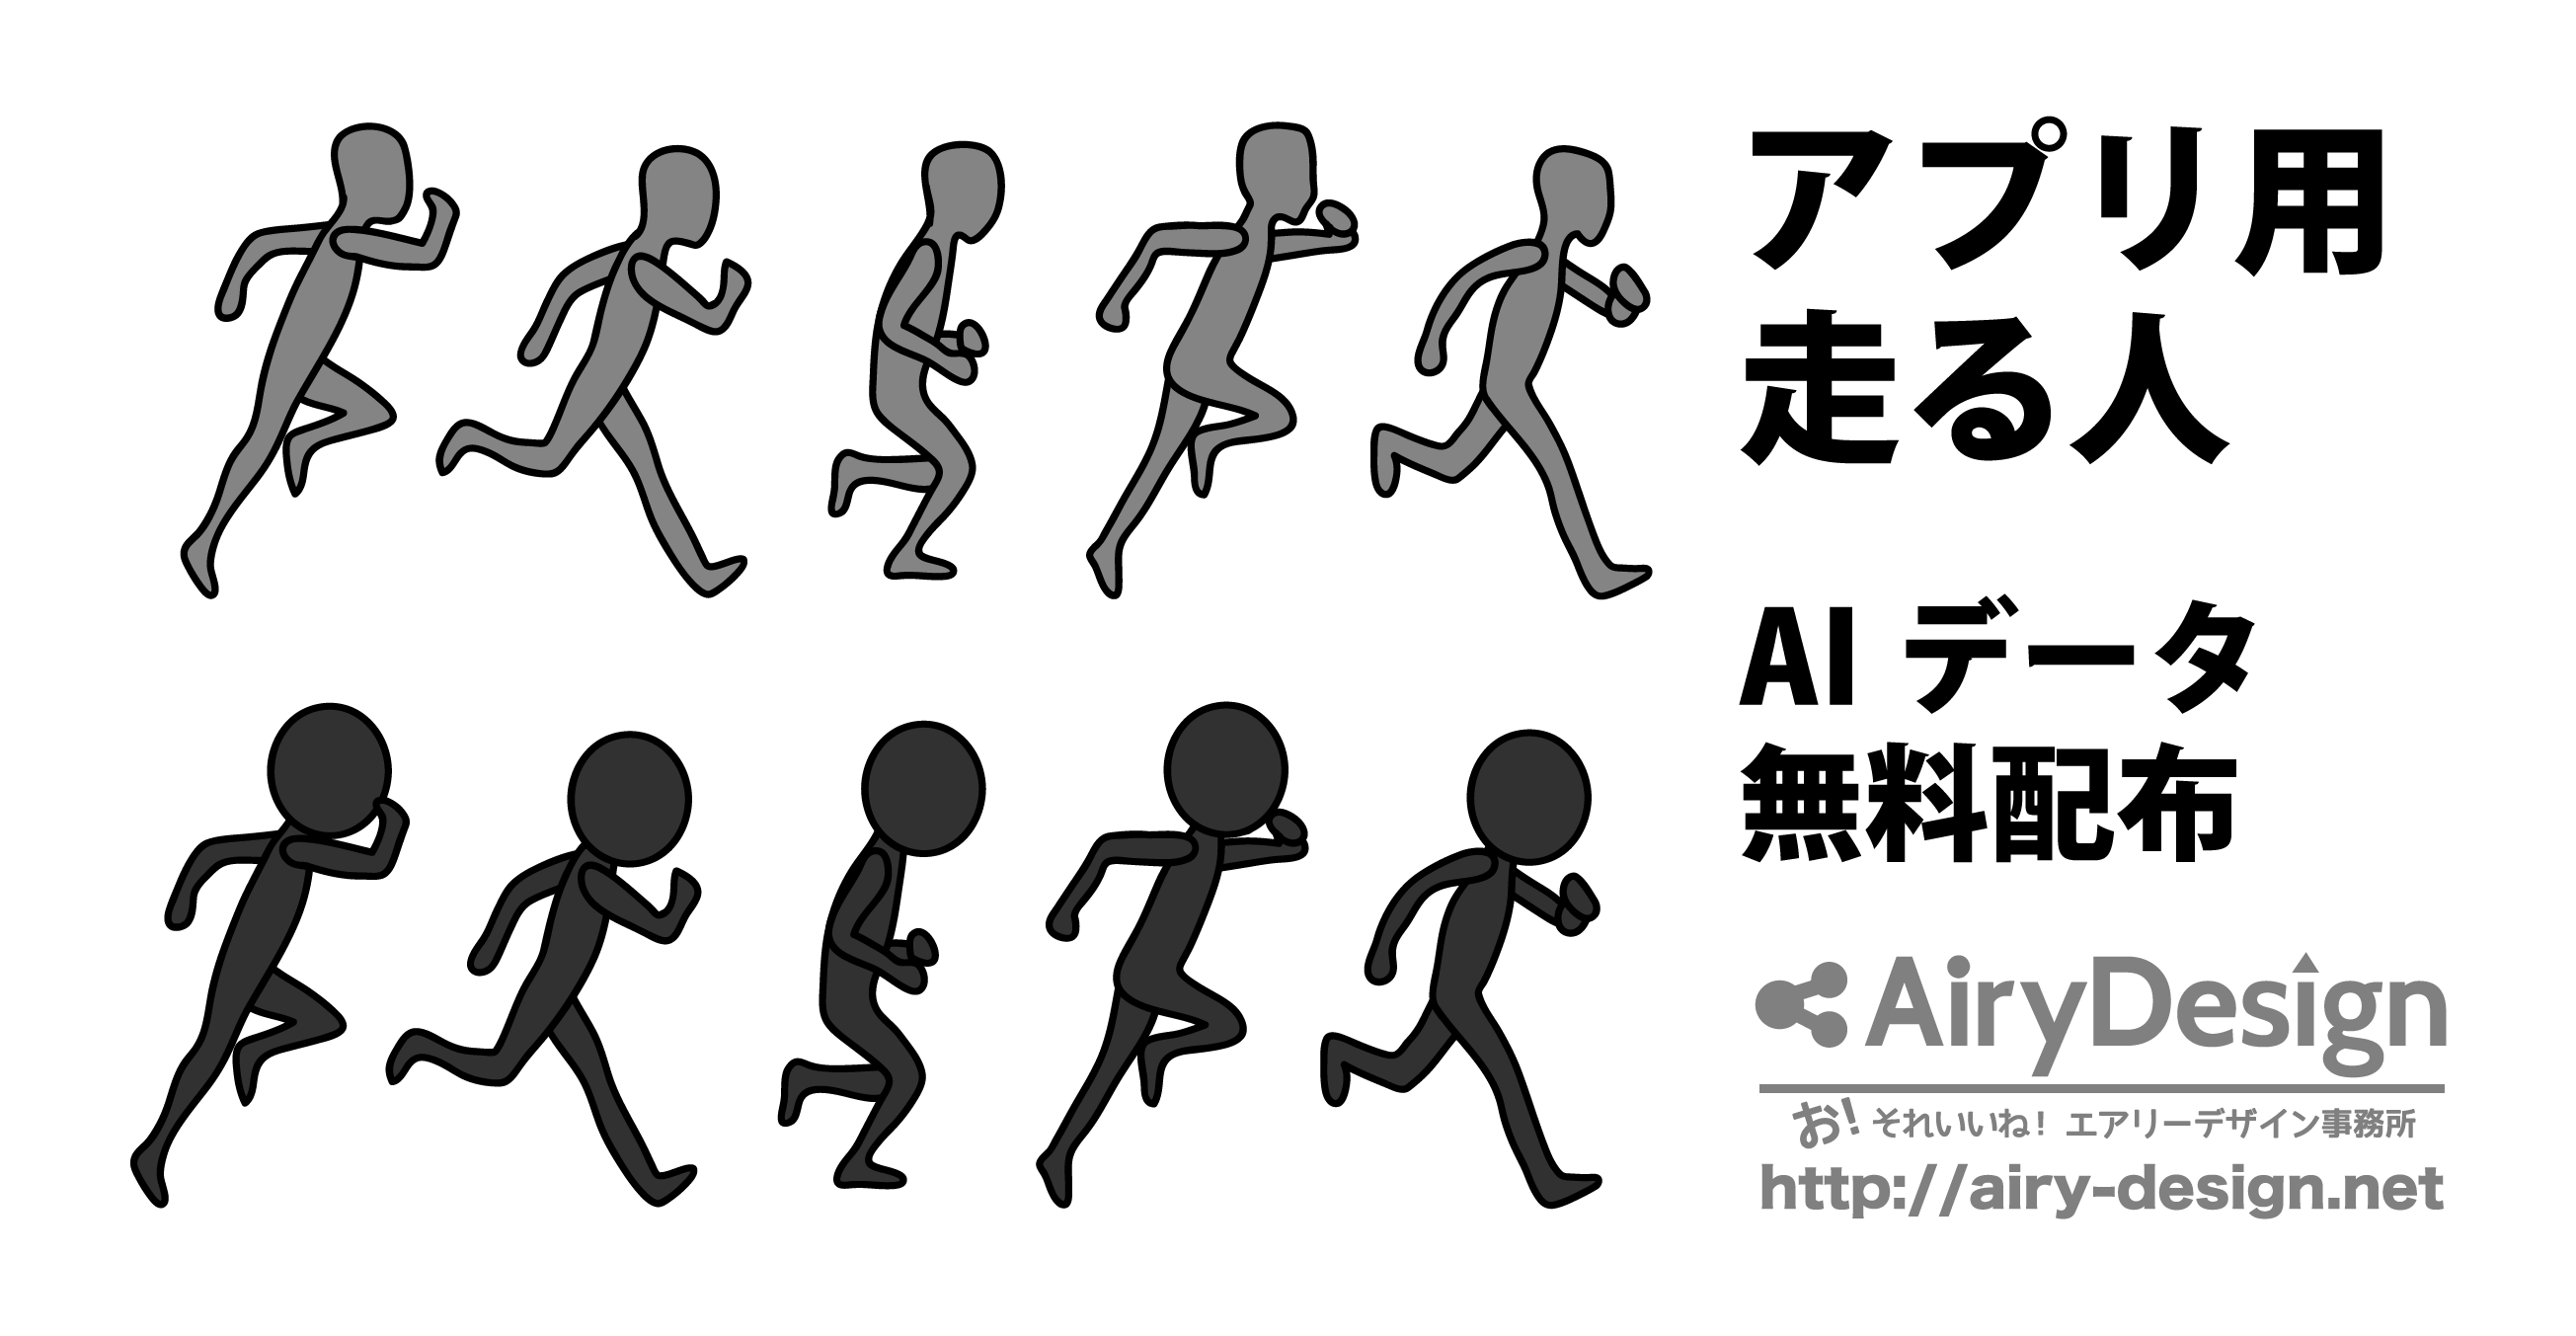 アプリ用
走る人
AI データ
無料配布
AiryDesign
お! それいいね! エアリーデザイン事務所
http://airy-design.net